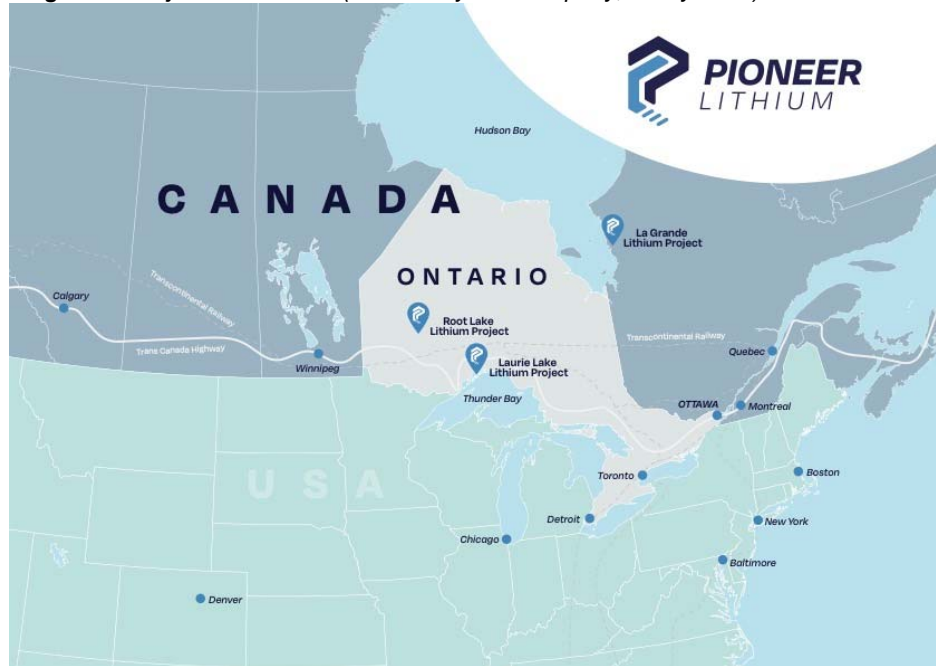 PIONEER
LITHIUM
Hudson Bay
CANADA
La Grande
Lithium Project
ONTARIO
Transcontinental Railway
Calgary
Root Lake
Lithium Project
Trans Canada Highway
Transcontinental Railway
Quebec
Winnipeg
Laurie Lake
Lithium Project
Thunder Bay
OTTAWA
Montreal
USA
Toronto
Boston
Detroit
New York
Chicago
Baltimore
Denver